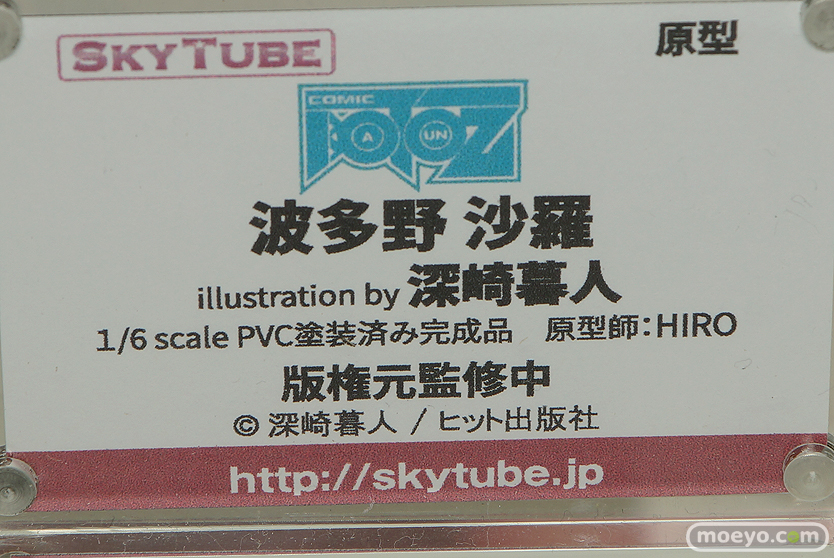 SKYTUBE
原型
COMIC
A UN
波多野 沙羅
illustration by 深崎暮人
1/6 scale PVC塗装済み完成品 原型師:HIRO
版権元監修中
© 深崎暮人 / ヒット出版社
http://skytube.jp
moeyo.com